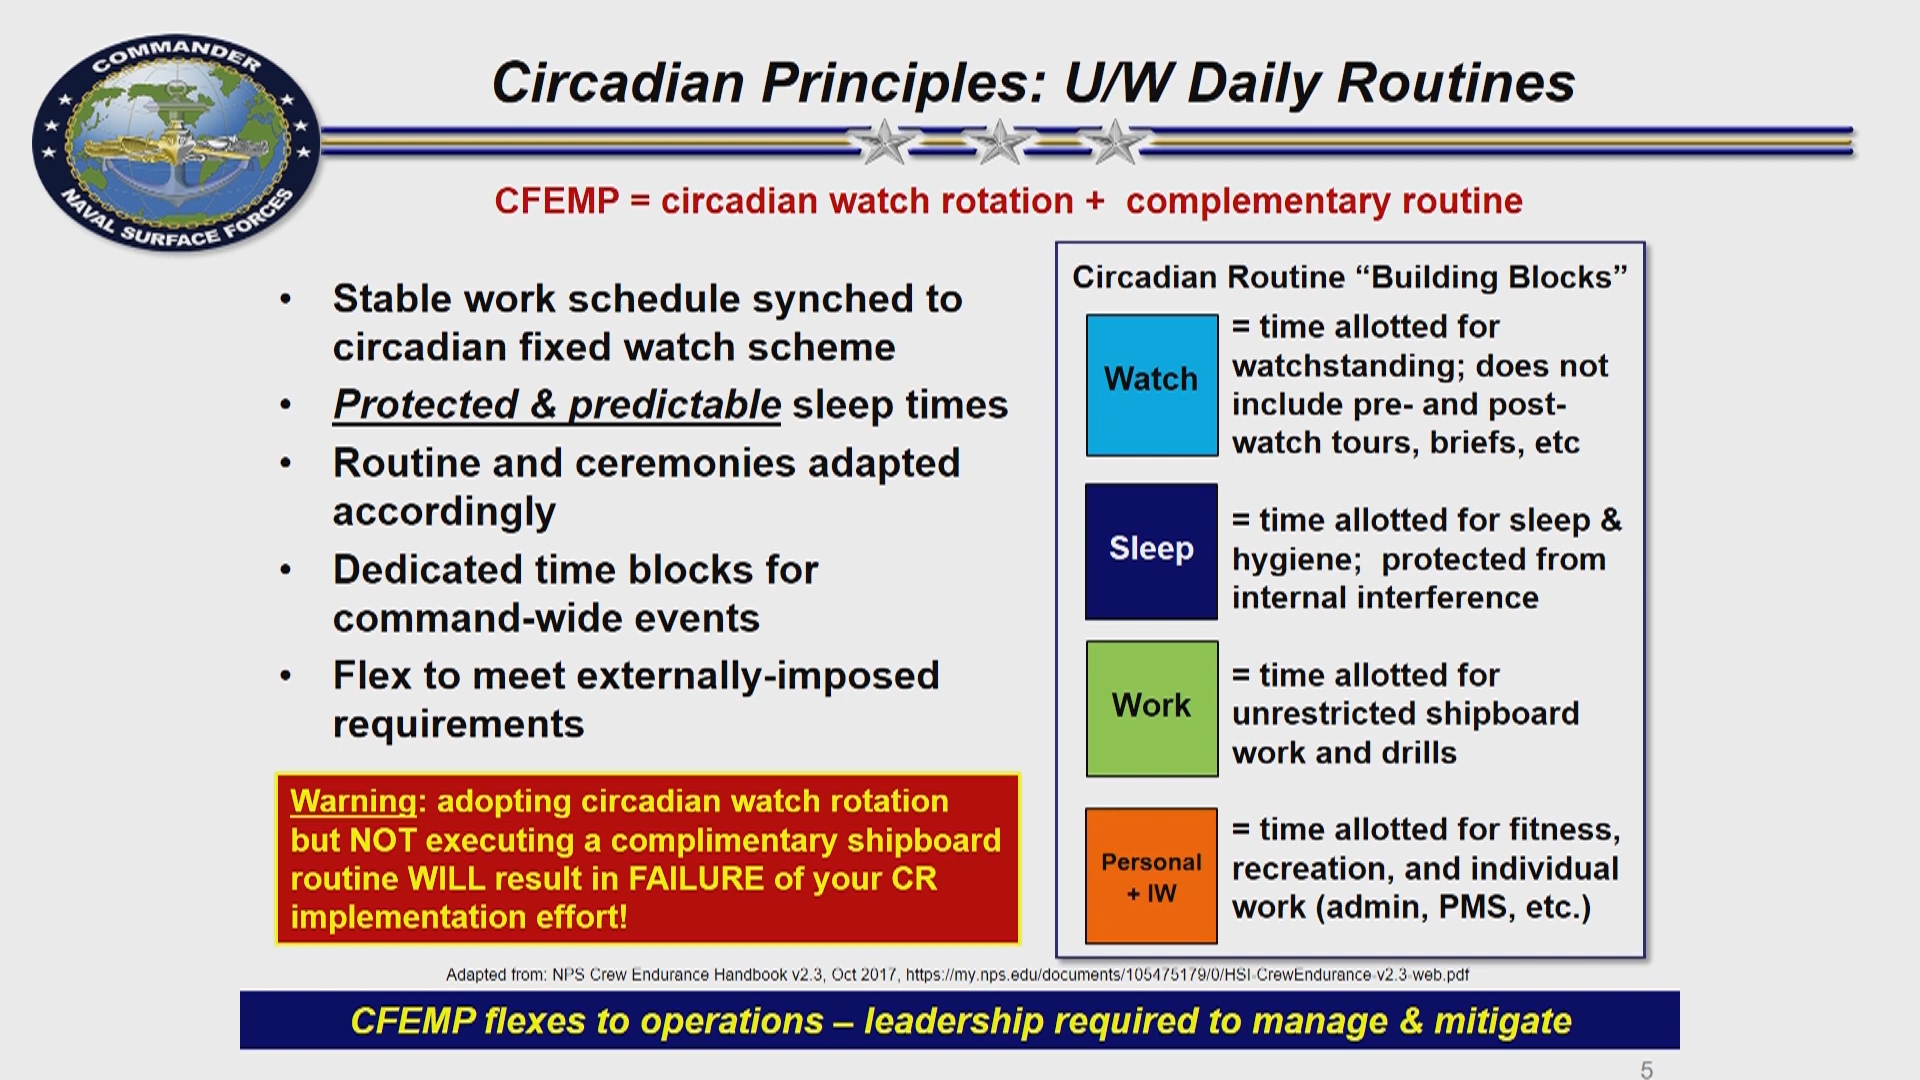 COMMANDER
NAVAL SURFACE FORCES
Circadian Principles: U/W Daily Routines
CFEMP = circadian watch rotation + complementary routine
• Stable work schedule synched to
circadian fixed watch scheme
• Protected & predictable sleep times
• Routine and ceremonies adapted
accordingly
• Dedicated time blocks for
command-wide events
• Flex to meet externally-imposed
requirements
Warning: adopting circadian watch rotation
but NOT executing a complimentary shipboard
routine WILL result in FAILURE of your CR
implementation effort!
Circadian Routine “Building Blocks”
Watch
= time allotted for
watchstanding; does not
include pre- and post-
watch tours, briefs, etc
Sleep
= time allotted for sleep &
hygiene; protected from
internal interference
Work
= time allotted for
unrestricted shipboard
work and drills
Personal
+ IW
= time allotted for fitness,
recreation, and individual
work (admin, PMS, etc.)
Adapted from: NPS Crew Endurance Handbook v2.3, Oct 2017, https://my.nps.edu/documents/105475179/0/HSI-CrewEndurance-v2.3-web.pdf
CFEMP flexes to operations – leadership required to manage & mitigate
5